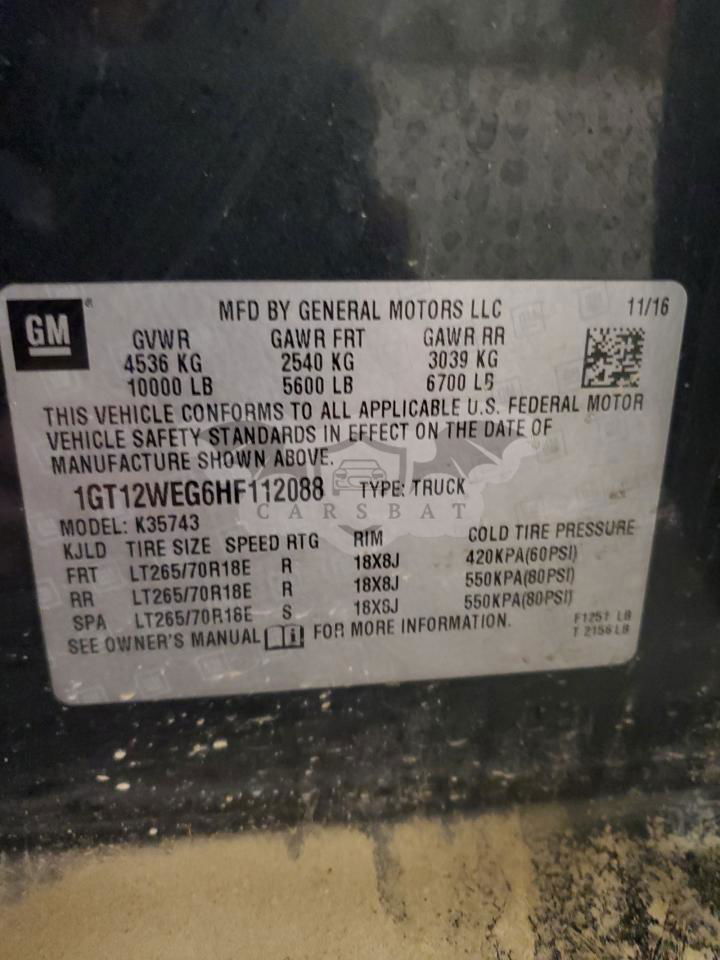 GM
MFD BY GENERAL MOTORS LLC 11/16
GVWR GAWR FRT GAWR RR
4536 KG 2540 KG 3039 KG
10000 LB 5600 LB 6700 LB
THIS VEHICLE CONFORMS TO ALL APPLICABLE U.S. FEDERAL MOTOR
VEHICLE SAFETY STANDARDS IN EFFECT ON THE DATE OF
MANUFACTURE SHOWN ABOVE.
1GT12WEG6HF112088 TYPE: TRUCK
CARSBAT
MODEL: K35743
KJLD TIRE SIZE SPEED RTG RIM COLD TIRE PRESSURE
FRT LT265/70R18E R 18X8J 420KPA(60PSI)
RR LT265/70R18E R 18X8J 550KPA(80PSI)
SPA LT265/70R18E S 18X8J 550KPA(80PSI)
SEE OWNER'S MANUAL FOR MORE INFORMATION.
F1251 LB
T 2156 LB